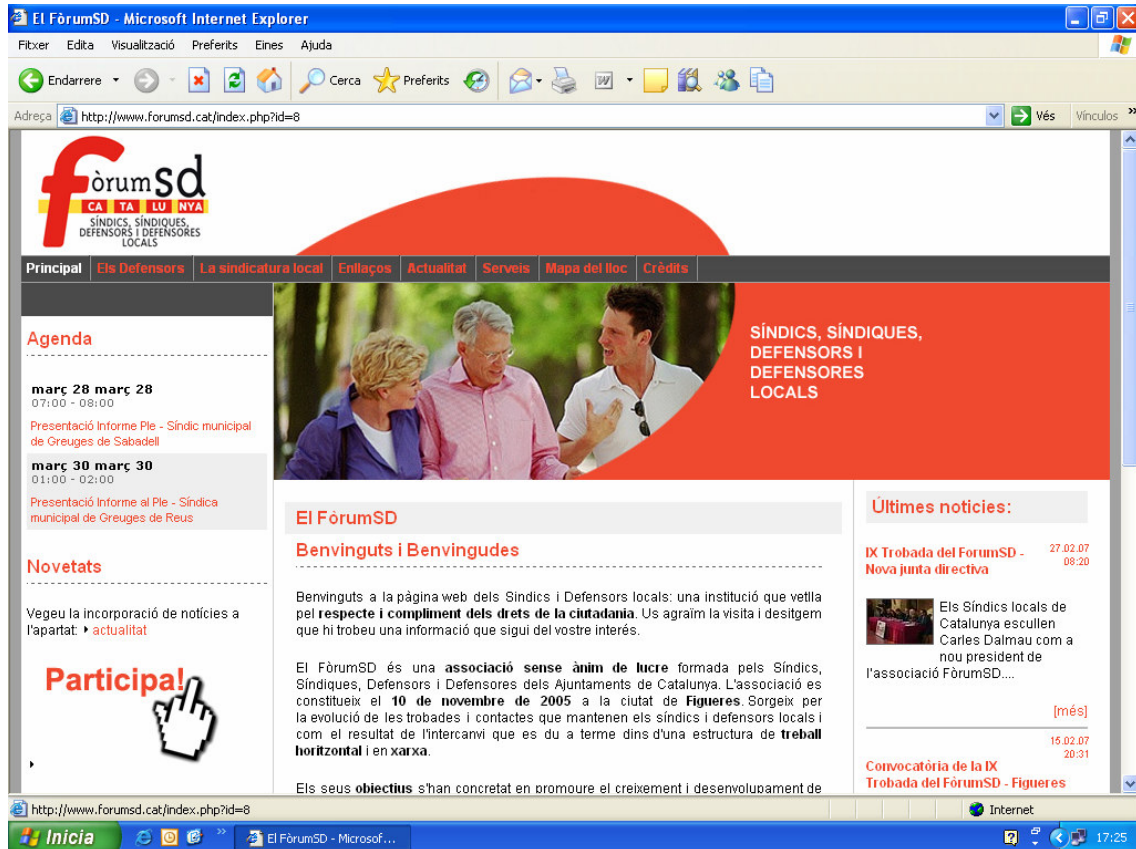 El FòrumSD - Microsoft Internet Explorer
Fitxer Edita Visualització Preferits Eines Ajuda
Endarrere Cerca Preferits
Adreça http://www.forumsd.cat/index.php?id=8 Vés Vínculos »
fòrumsd
CA TA LU NYA
SÍNDICS, SÍNDIQUES,
DEFENSORS I DEFENSORES
LOCALS
Principal Els Defensors La sindicatura local Enllaços Actualitat Serveis Mapa del lloc Crèdits
SÍNDICS, SÍNDIQUES,
DEFENSORS I
DEFENSORES
LOCALS
Agenda
març 28 març 28
07:00 - 08:00
Presentació Informe Ple - Síndic municipal
de Greuges de Sabadell
març 30 març 30
01:00 - 02:00
Presentació Informe al Ple - Síndica
municipal de Greuges de Reus
Novetats
Vegeu la incorporació de notícies a
l'apartat: actualitat
Participa!
El FòrumSD
Benvinguts i Benvingudes
Benvinguts a la pàgina web dels Sindics i Defensors locals: una institució que vetlla
pel respecte i compliment dels drets de la ciutadania. Us agraïm la visita i desitgem
que hi trobeu una informació que sigui del vostre interés.
El FòrumSD és una associació sense ànim de lucre formada pels Síndics,
Síndiques, Defensors i Defensores dels Ajuntaments de Catalunya. L'associació es
constitueix el 10 de novembre de 2005 a la ciutat de Figueres. Sorgeix per
la evolució de les trobades i contactes que mantenen els síndics i defensors locals i
com el resultat de l'intercanvi que es du a terme dins d'una estructura de treball
horitzontal i en xarxa.
Els seus objectius s'han concretat en promoure el creixement i desenvolupament de
Últimes noticies:
IX Trobada del ForumSD - 27.02.07
Nova junta directiva 08:20
Els Síndics locals de
Catalunya escullen
Carles Dalmau com a
nou president de
l'associació FòrumSD....
[més]
15.02.07
20:31
Convocatòria de la IX
Trobada del FòrumSD - Figueres
http://www.forumsd.cat/index.php?id=8 Internet
Inicia » El FòrumSD - Microsof... 17:25